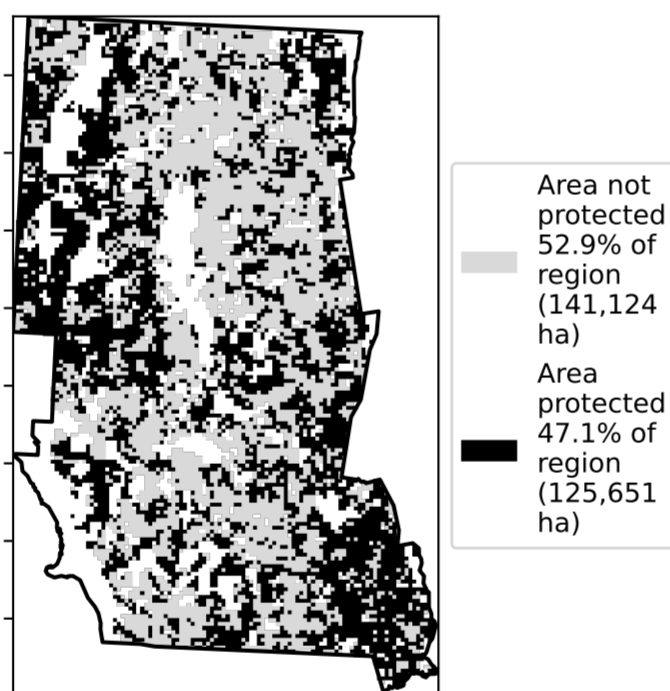 Area not
protected
52.9% of
region
(141,124
ha)
Area
protected
47.1% of
region
(125,651
ha)